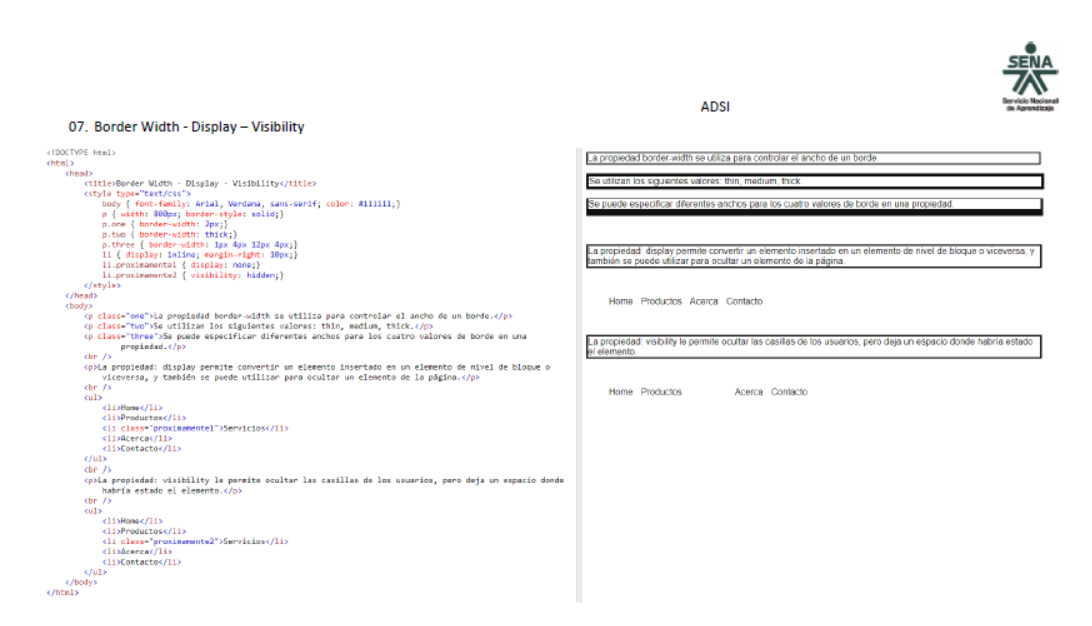 SENA
Servicio Nacional
de Aprendizaje
ADSI
07. Border Width - Display – Visibility
<!DOCTYPE html>
<html>
<head>
<title>Border Width - Display - Visibility</title>
<style type="text/css">
body { font-family: Arial, Verdana, sans-serif; color: #111111;}
p { width: 800px; border-style: solid;}
p.one { border-width: 2px;}
p.two { border-width: thick;}
p.three { border-width: 1px 4px 12px 4px;}
li { display: inline; margin-right: 10px;}
li.proximamente1 { display: none;}
li.proximamente2 { visibility: hidden;}
</style>
</head>
<body>
<p class="one">La propiedad border-width se utiliza para controlar el ancho de un borde.</p>
<p class="two">Se utilizan los siguientes valores: thin, medium, thick.</p>
<p class="three">Se puede especificar diferentes anchos para los cuatro valores de borde en una
propiedad.</p>
<br />
<p>La propiedad: display permite convertir un elemento insertado en un elemento de nivel de bloque o
viceversa, y también se puede utilizar para ocultar un elemento de la página.</p>
<br />
<ul>
<li>Home</li>
<li>Productos</li>
<li class="proximamente1">Servicios</li>
<li>Acerca</li>
<li>Contacto</li>
</ul>
<br />
<p>La propiedad: visibility le permite ocultar las casillas de los usuarios, pero deja un espacio donde
habría estado el elemento.</p>
<br />
<ul>
<li>Home</li>
<li>Productos</li>
<li class="proximamente2">Servicios</li>
<li>Acerca</li>
<li>Contacto</li>
</ul>
</body>
</html>
La propiedad border-width se utiliza para controlar el ancho de un borde.
Se utilizan los siguientes valores: thin, medium, thick.
Se puede especificar diferentes anchos para los cuatro valores de borde en una propiedad.
La propiedad: display permite convertir un elemento insertado en un elemento de nivel de bloque o viceversa, y
también se puede utilizar para ocultar un elemento de la página.
Home Productos Acerca Contacto
La propiedad: visibility le permite ocultar las casillas de los usuarios, pero deja un espacio donde habría estado
el elemento.
Home Productos Acerca Contacto